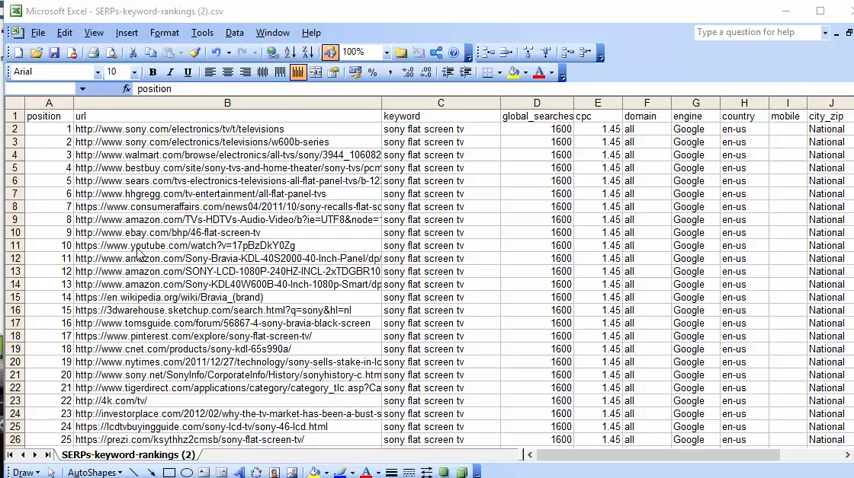 Microsoft Excel - SERPs-keyword-rankings (2).csv
File Edit View Insert Format Tools Data Window Help Type a question for help
100%
Arial 10 B I U
fx position
A B C D E F G H I J
1 position url keyword global_searches cpc domain engine country mobile city_zip
2 1 http://www.sony.com/electronics/tv/t/televisions sony flat screen tv 1600 1.45 all Google en-us National
3 2 http://www.sony.com/electronics/televisions/w600b-series sony flat screen tv 1600 1.45 all Google en-us National
4 3 http://www.walmart.com/browse/electronics/all-tvs/sony/3944_106082 sony flat screen tv 1600 1.45 all Google en-us National
5 4 http://www.bestbuy.com/site/sony-tvs-and-home-theater/sony-tvs/pcm sony flat screen tv 1600 1.45 all Google en-us National
6 5 http://www.sears.com/tvs-electronics-televisions-all-flat-panel-tvs/b-122 sony flat screen tv 1600 1.45 all Google en-us National
7 6 http://www.hhgregg.com/tv-entertainment/all-flat-panel-tvs sony flat screen tv 1600 1.45 all Google en-us National
8 7 http://www.consumeraffairs.com/news04/2011/10/sony-recalls-flat-sc sony flat screen tv 1600 1.45 all Google en-us National
9 8 http://www.amazon.com/TVs-HDTVs-Audio-Video/b?ie=UTF8&node= sony flat screen tv 1600 1.45 all Google en-us National
10 9 http://www.ebay.com/bhp/46-flat-screen-tv sony flat screen tv 1600 1.45 all Google en-us National
11 10 https://www.youtube.com/watch?v=17pBzDkY0Zg sony flat screen tv 1600 1.45 all Google en-us National
12 11 http://www.amazon.com/Sony-Bravia-KDL-40S2000-40-Inch-Panel/dp/ sony flat screen tv 1600 1.45 all Google en-us National
13 12 http://www.amazon.com/SONY-LCD-1080P-240HZ-INCL-2xTDGBR10 sony flat screen tv 1600 1.45 all Google en-us National
14 13 http://www.amazon.com/Sony-KDL40W600B-40-Inch-1080p-Smart/dp sony flat screen tv 1600 1.45 all Google en-us National
15 14 https://en.wikipedia.org/wiki/Bravia_(brand) sony flat screen tv 1600 1.45 all Google en-us National
16 15 https://3dwarehouse.sketchup.com/search.html?q=sony&hl=nl sony flat screen tv 1600 1.45 all Google en-us National
17 16 http://www.tomsguide.com/forum/56867-4-sony-bravia-black-screen sony flat screen tv 1600 1.45 all Google en-us National
18 17 https://www.pinterest.com/explore/sony-flat-screen-tv/ sony flat screen tv 1600 1.45 all Google en-us National
19 18 http://www.cnet.com/products/sony-kdl-65s990a/ sony flat screen tv 1600 1.45 all Google en-us National
20 19 http://www.nytimes.com/2011/12/27/technology/sony-sells-stake-in-lc sony flat screen tv 1600 1.45 all Google en-us National
21 20 http://www.sony.net/SonyInfo/CorporateInfo/History/sonyhistory-c.htm sony flat screen tv 1600 1.45 all Google en-us National
22 21 http://www.tigerdirect.com/applications/category/category_tlc.asp?Ca sony flat screen tv 1600 1.45 all Google en-us National
23 22 http://4k.com/tv/ sony flat screen tv 1600 1.45 all Google en-us National
24 23 http://investorplace.com/2012/02/why-the-tv-market-has-been-a-bust- sony flat screen tv 1600 1.45 all Google en-us National
25 24 https://lcdtvbuyingguide.com/lcdtv/sony-46-lcd.html sony flat screen tv 1600 1.45 all Google en-us National
26 25 https://prezi.com/ksythhz2cmsb/sony-flat-screen-tv/ sony flat screen tv 1600 1.45 all Google en-us National
SERPs-keyword-rankings (2)
Draw AutoShapes